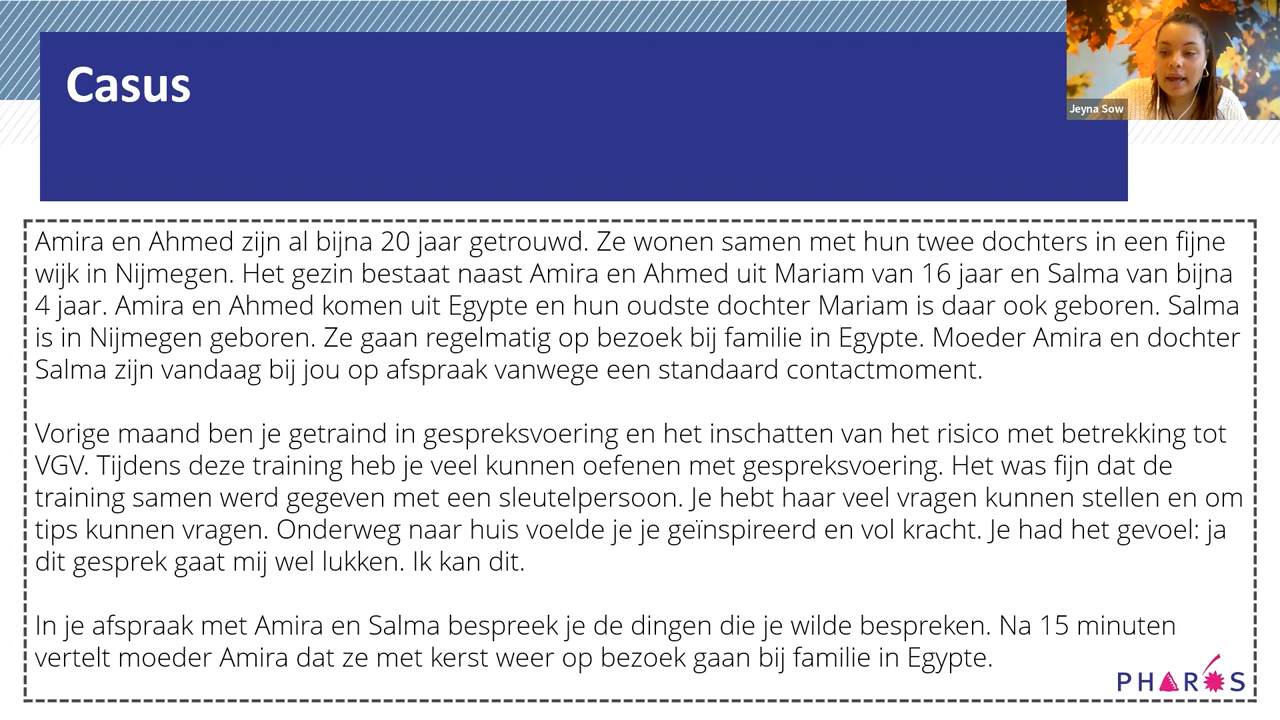 Casus
Jeyna Sow
Amira en Ahmed zijn al bijna 20 jaar getrouwd. Ze wonen samen met hun twee dochters in een fijne
wijk in Nijmegen. Het gezin bestaat naast Amira en Ahmed uit Mariam van 16 jaar en Salma van bijna
4 jaar. Amira en Ahmed komen uit Egypte en hun oudste dochter Mariam is daar ook geboren. Salma
is in Nijmegen geboren. Ze gaan regelmatig op bezoek bij familie in Egypte. Moeder Amira en dochter
Salma zijn vandaag bij jou op afspraak vanwege een standaard contactmoment.
Vorige maand ben je getraind in gespreksvoering en het inschatten van het risico met betrekking tot
VGV. Tijdens deze training heb je veel kunnen oefenen met gespreksvoering. Het was fijn dat de
training samen werd gegeven met een sleutelpersoon. Je hebt haar veel vragen kunnen stellen en om
tips kunnen vragen. Onderweg naar huis voelde je je geïnspireerd en vol kracht. Je had het gevoel: ja
dit gesprek gaat mij wel lukken. Ik kan dit.
In je afspraak met Amira en Salma bespreek je de dingen die je wilde bespreken. Na 15 minuten
vertelt moeder Amira dat ze met kerst weer op bezoek gaan bij familie in Egypte.
PHAROS